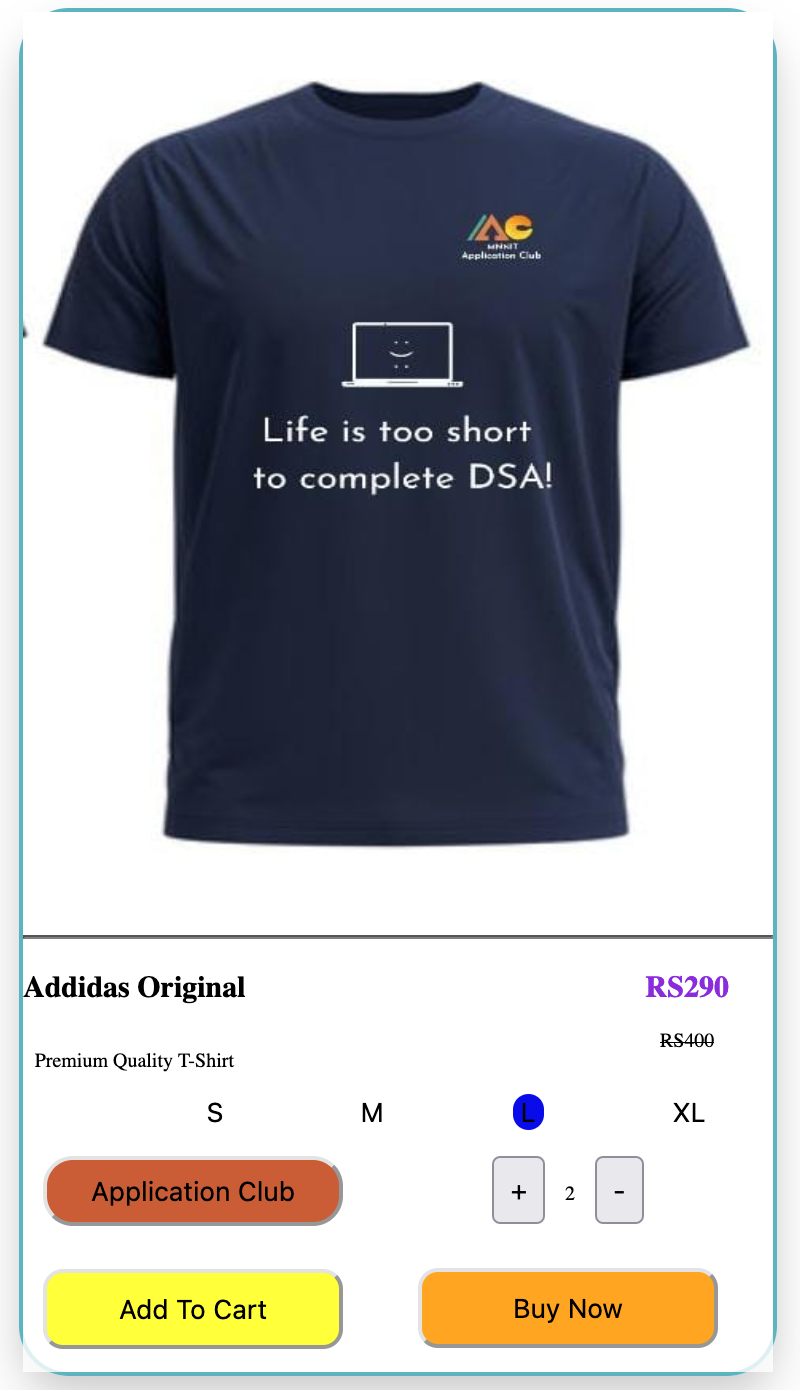 MNNIT
Application Club
Life is too short
to complete DSA!
Addidas Original
RS290
RS400
Premium Quality T-Shirt
S
M
L
XL
Application Club
+
2
-
Add To Cart
Buy Now